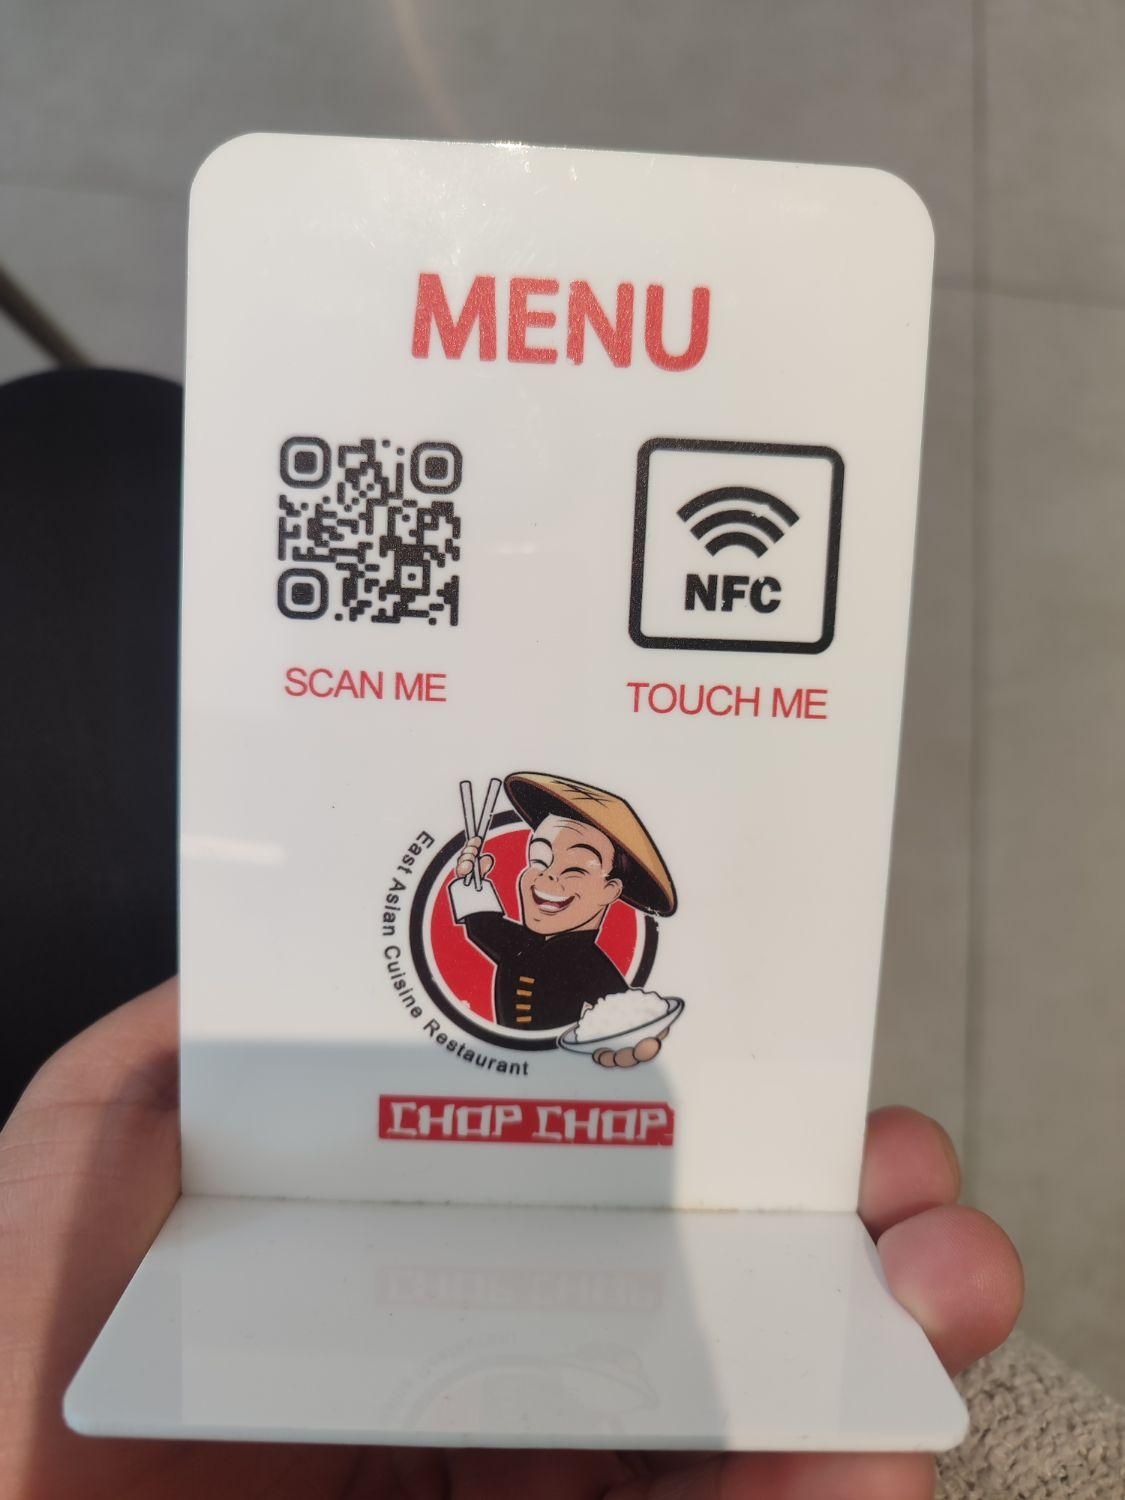 MENU
NFC
SCAN ME
TOUCH ME
East Asian Cuisine Restaurant
CHOP CHOP